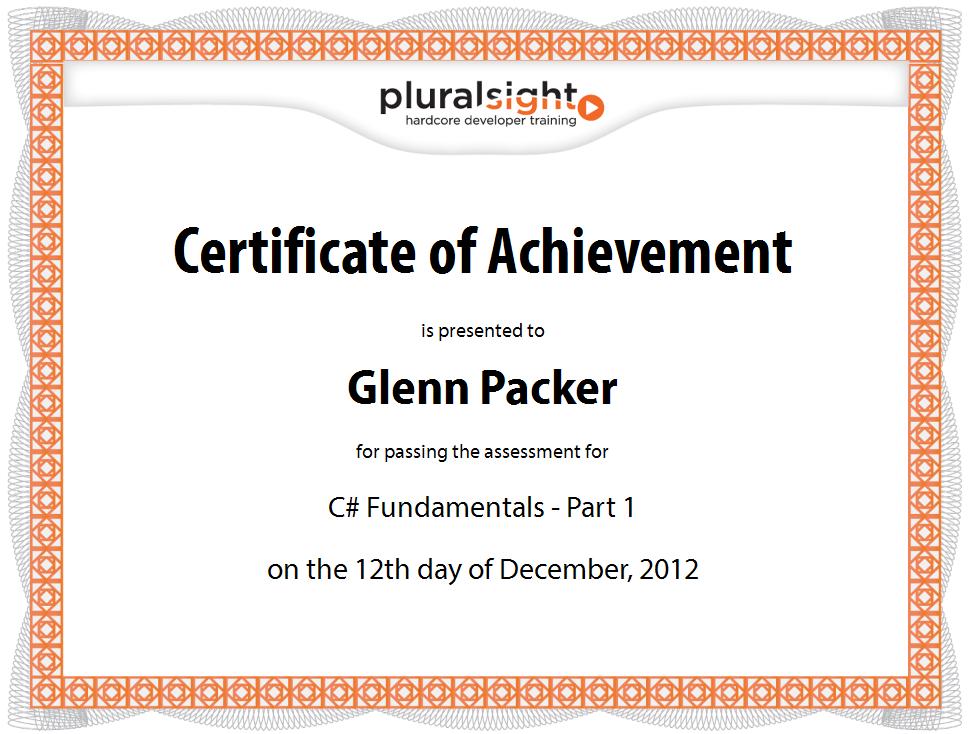 pluralsight
hardcore developer training
Certificate of Achievement
is presented to
Glenn Packer
for passing the assessment for
C# Fundamentals - Part 1
on the 12th day of December, 2012